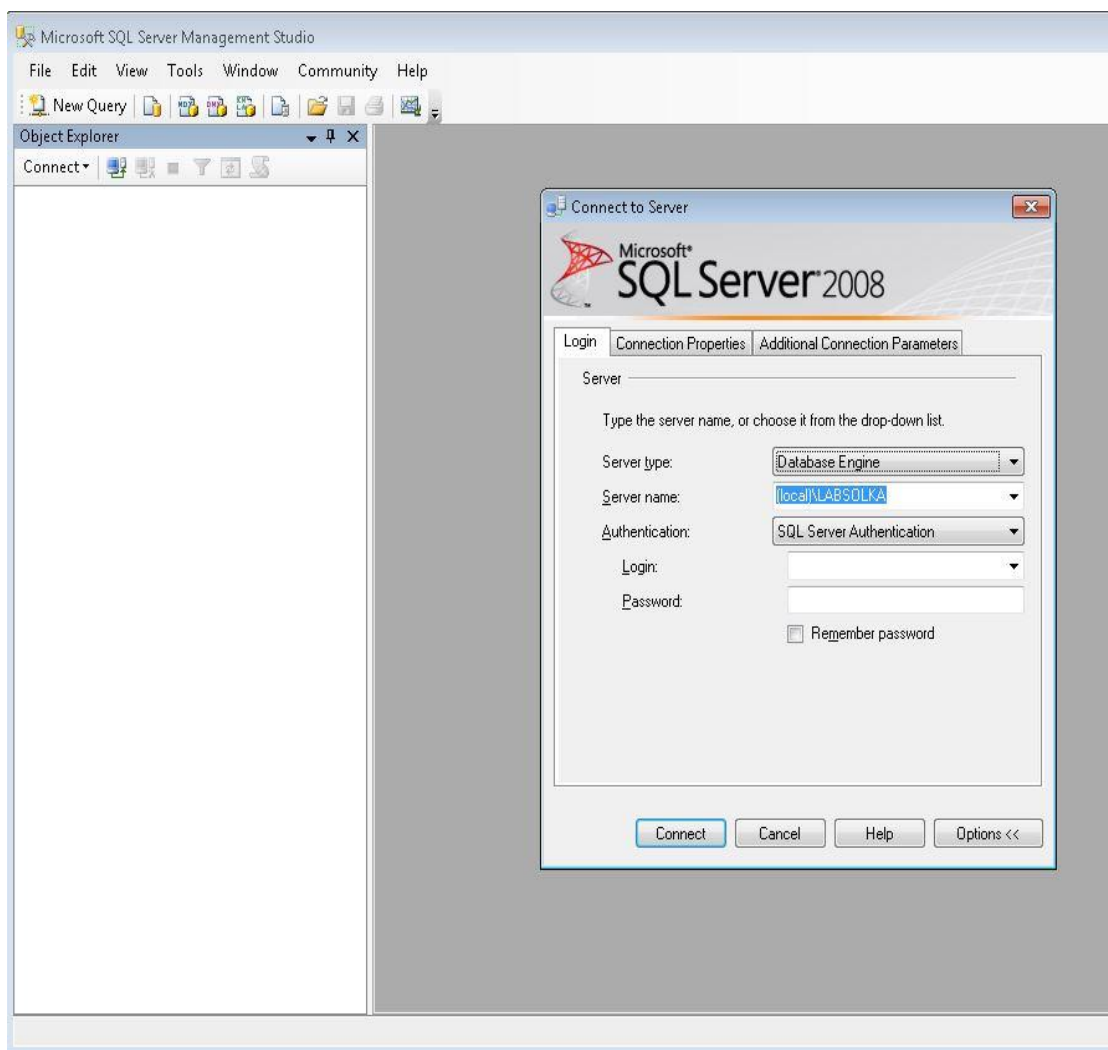 Microsoft SQL Server Management Studio
File Edit View Tools Window Community Help
New Query
Object Explorer
Connect
Connect to Server
Microsoft®
SQL Server® 2008
Login Connection Properties Additional Connection Parameters
Server
Type the server name, or choose it from the drop-down list.
Server type: Database Engine
Server name: (local)\LABSOLKA
Authentication: SQL Server Authentication
Login:
Password:
Remember password
Connect Cancel Help Options <<